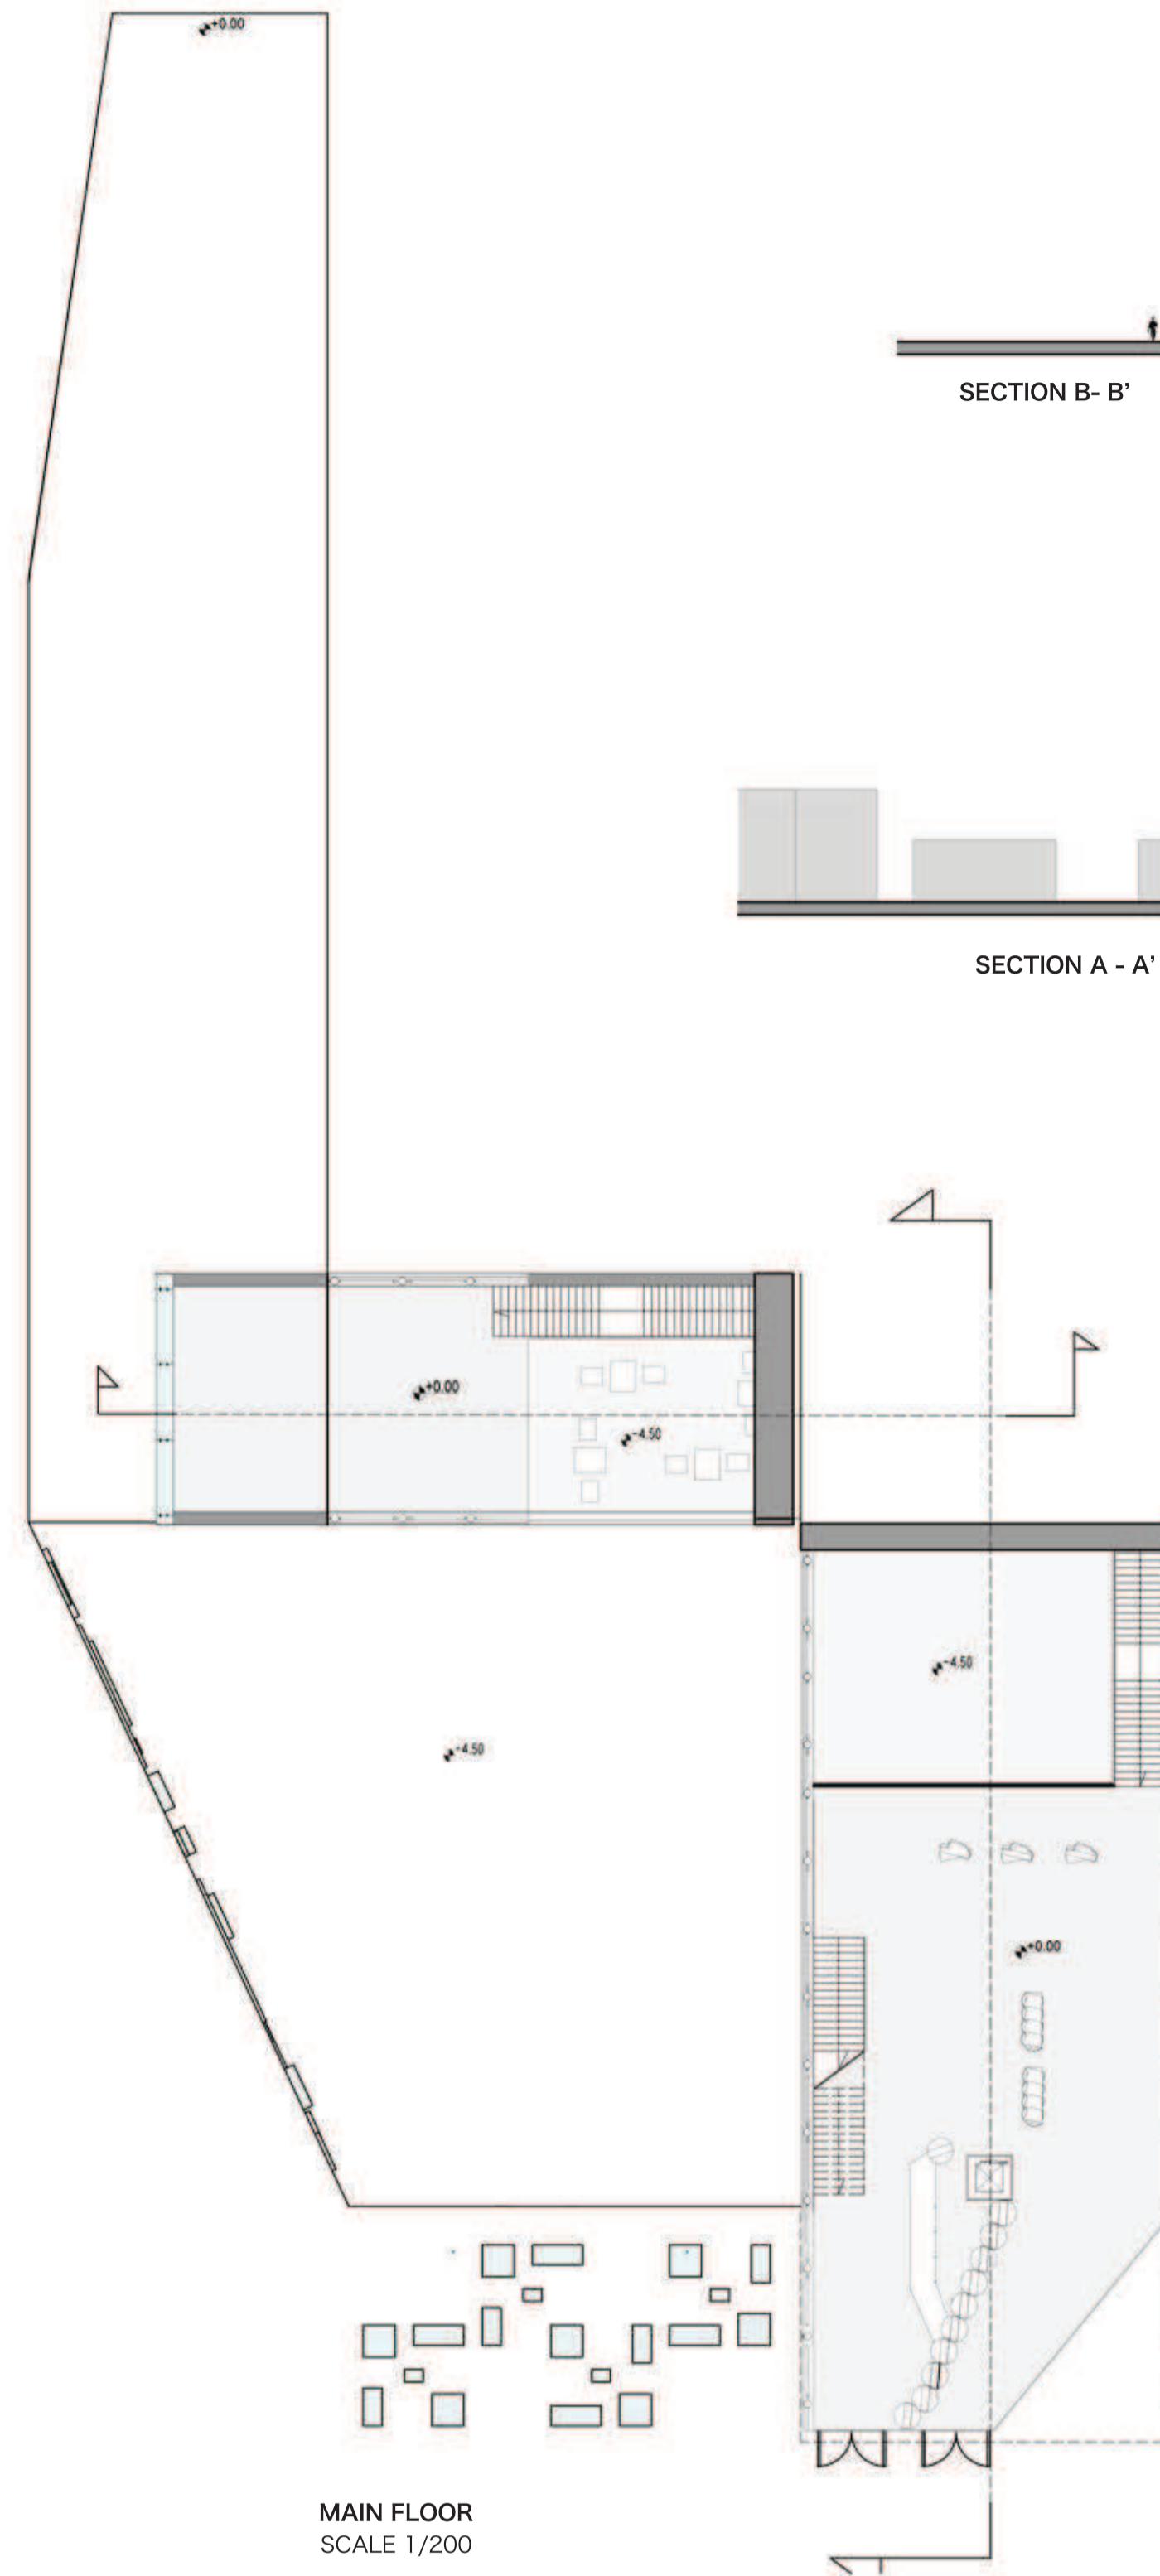 +0.00
SECTION B- B’
SECTION A - A’
+0.00
-4.50
-4.50
-4.50
+0.00
MAIN FLOOR
SCALE 1/200